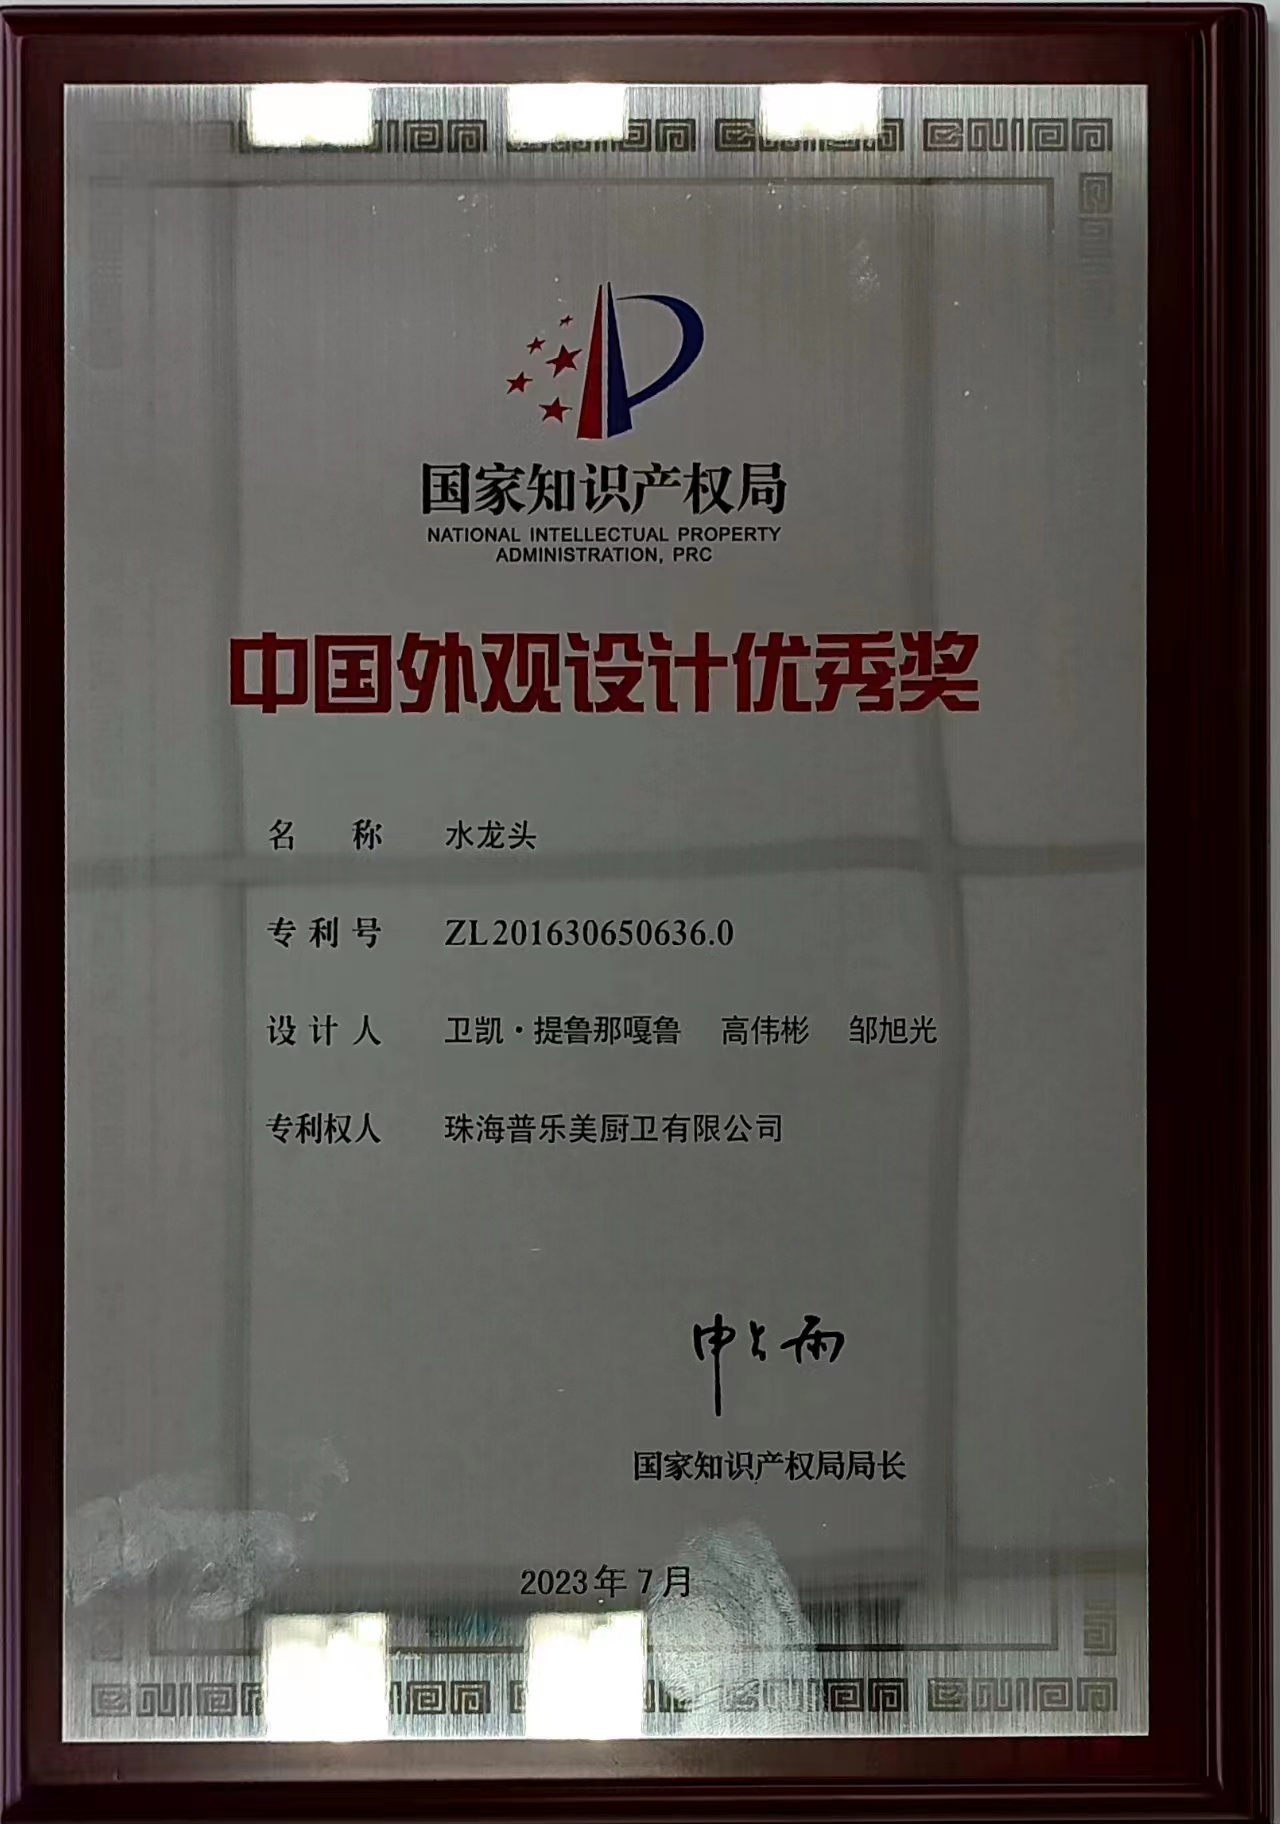 国家知识产权局
NATIONAL INTELLECTUAL PROPERTY
ADMINISTRATION, PRC
中国外观设计优秀奖
名 称 水龙头
专利号 ZL201630650636.0
设计人 卫凯·提鲁那嘎鲁 高伟彬 邹旭光
专利权人 珠海普乐美厨卫有限公司
申长雨
国家知识产权局局长
2023年7月